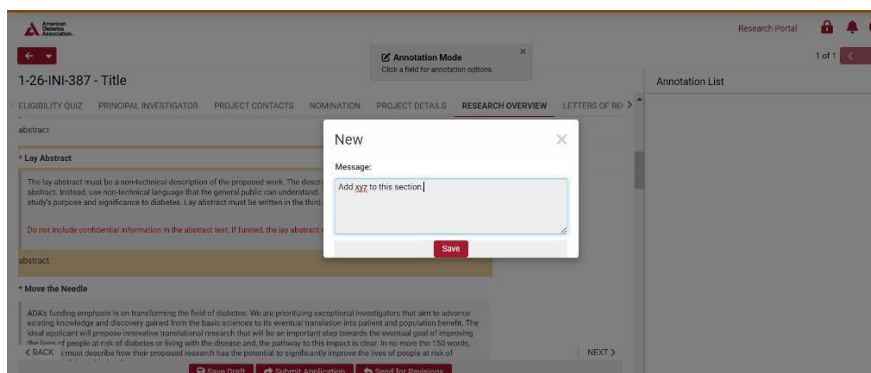 American
Diabetes
Association.
Research Portal
Annotation Mode
Click a field for annotation options.
1 of 1
1-26-INI-387 - Title
Annotation List
ELIGIBILITY QUIZ PRINCIPAL INVESTIGATOR PROJECT CONTACTS NOMINATION PROJECT DETAILS RESEARCH OVERVIEW LETTERS OF RE
abstract
* Lay Abstract
The lay abstract must be a non-technical description of the proposed work. The descri
abstract. Instead, use non-technical language that the general public can understand.
study's purpose and significance to diabetes. Lay abstract must be written in the third
Do not include confidential information in the abstract text. If funded, the lay abstract
New
Message:
Add xyz to this section.
Save
abstract
* Move the Needle
ADA's funding emphasis is on transforming the field of diabetes. We are prioritizing exceptional investigators that aim to advance
existing knowledge and discovery gained from the basic sciences to its eventual translation into patient and population benefit. The
ideal applicant will propose innovative translational research that will be an important step towards the eventual goal of improving
the lives of people at risk of diabetes or living with the disease and, the pathway to this impact is clear. In no more the 150 words,
must describe how their proposed research has the potential to significantly improve the lives of people at risk of
< BACK
NEXT >
Save Draft Submit Application Send for Revisions